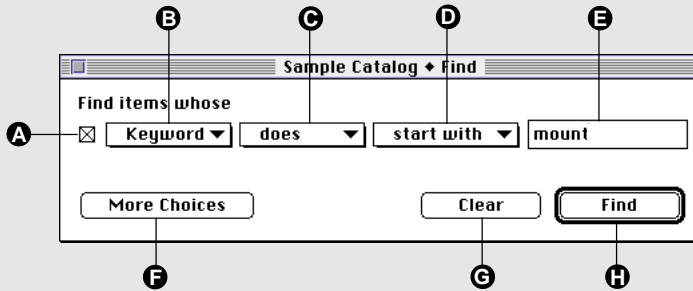 B C D E
Sample Catalog ◆ Find
Find items whose
A Keyword does start with mount
More Choices Clear Find
F G H